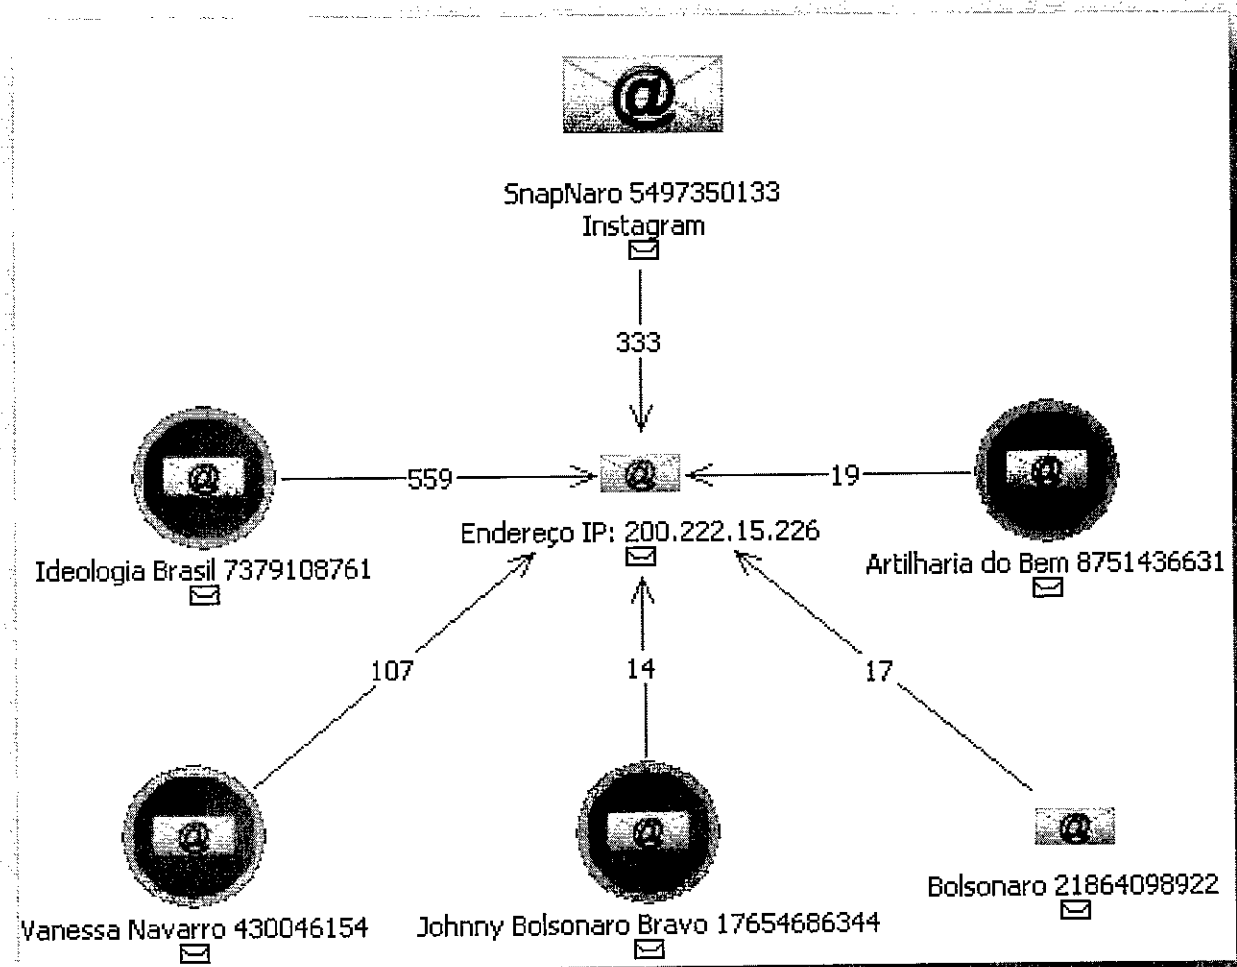 SnapNaro 5497350133
Instagram
333
559
19
Endereço IP: 200.222.15.226
Ideologia Brasil 7379108761
Artilharia do Bem 8751436631
107
14
17
Bolsonaro 21864098922
Vanessa Navarro 430046154
Johnny Bolsonaro Bravo 17654686344